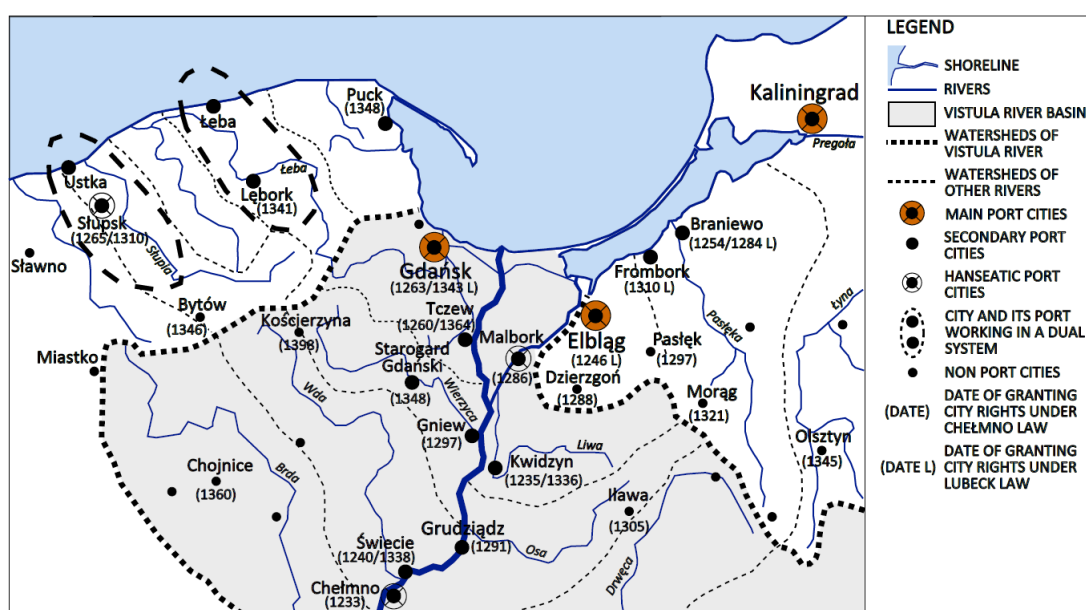 Puck
(1348)
Łeba
Łeba
Ustka
Lębork
(1341)
Słupsk
(1265/1310)
Słupia
Sławno
Kaliningrad
Pregoła
Braniewo
(1254/1284 L)
Frombork
(1310 L)
Gdańsk
(1263/1343 L)
Bytów
(1346)
Kościerzyna
(1398)
Tczew
(1260/1364)
Malbork
(1286)
Elbląg
(1246 L)
Pasłęk
(1297)
Pasłęka
Łyna
Miastko
Starogard
Gdański
(1348)
Dzierzgoń
(1288)
Morąg
(1321)
Wda
Wierzyca
Gniew
(1297)
Liwa
Olsztyn
(1345)
Chojnice
(1360)
Brda
Kwidzyn
(1235/1336)
Iława
(1305)
Grudziądz
(1291)
Osa
Drwęca
Świecie
(1240/1338)
Chełmno
(1233)
LEGEND
SHORELINE
RIVERS
VISTULA RIVER BASIN
WATERSHEDS OF
VISTULA RIVER
WATERSHEDS OF
OTHER RIVERS
MAIN PORT CITIES
SECONDARY PORT
CITIES
HANSEATIC PORT
CITIES
CITY AND ITS PORT
WORKING IN A DUAL
SYSTEM
NON PORT CITIES
(DATE) DATE OF GRANTING
CITY RIGHTS UNDER
CHEŁMNO LAW
(DATE L) DATE OF GRANTING
CITY RIGHTS UNDER
LUBECK LAW